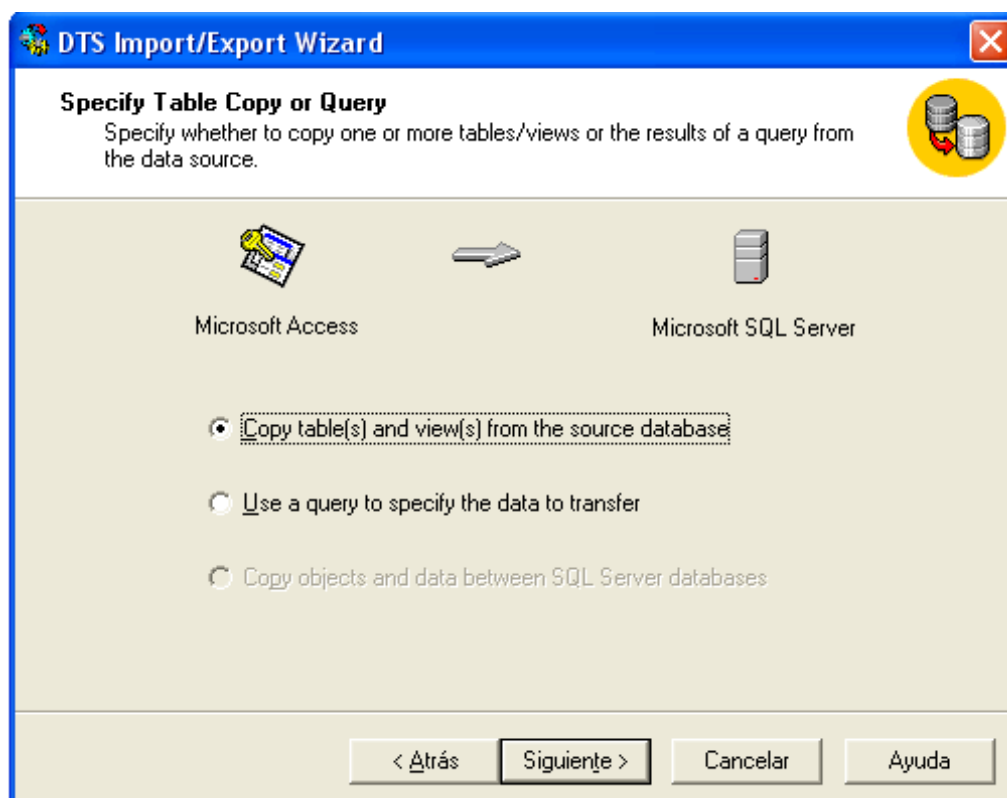 DTS Import/Export Wizard
Specify Table Copy or Query
Specify whether to copy one or more tables/views or the results of a query from
the data source.
Microsoft Access
Microsoft SQL Server
Copy table(s) and view(s) from the source database
Use a query to specify the data to transfer
Copy objects and data between SQL Server databases
< Atrás
Siguiente >
Cancelar
Ayuda